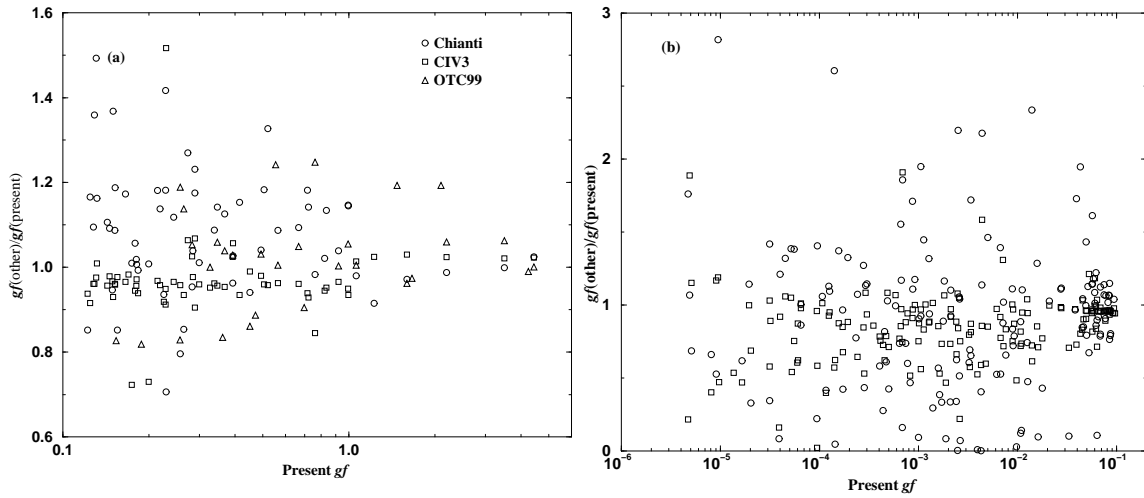 (a)
Chianti
CIV3
OTC99
gf(other)/gf(present)
1.6
1.4
1.2
1.0
0.8
0.6
0.1
1.0
Present gf
(b)
gf(other)/gf(present)
3
2
1
0
10⁻⁶
10⁻⁵
10⁻⁴
10⁻³
10⁻²
10⁻¹
Present gf